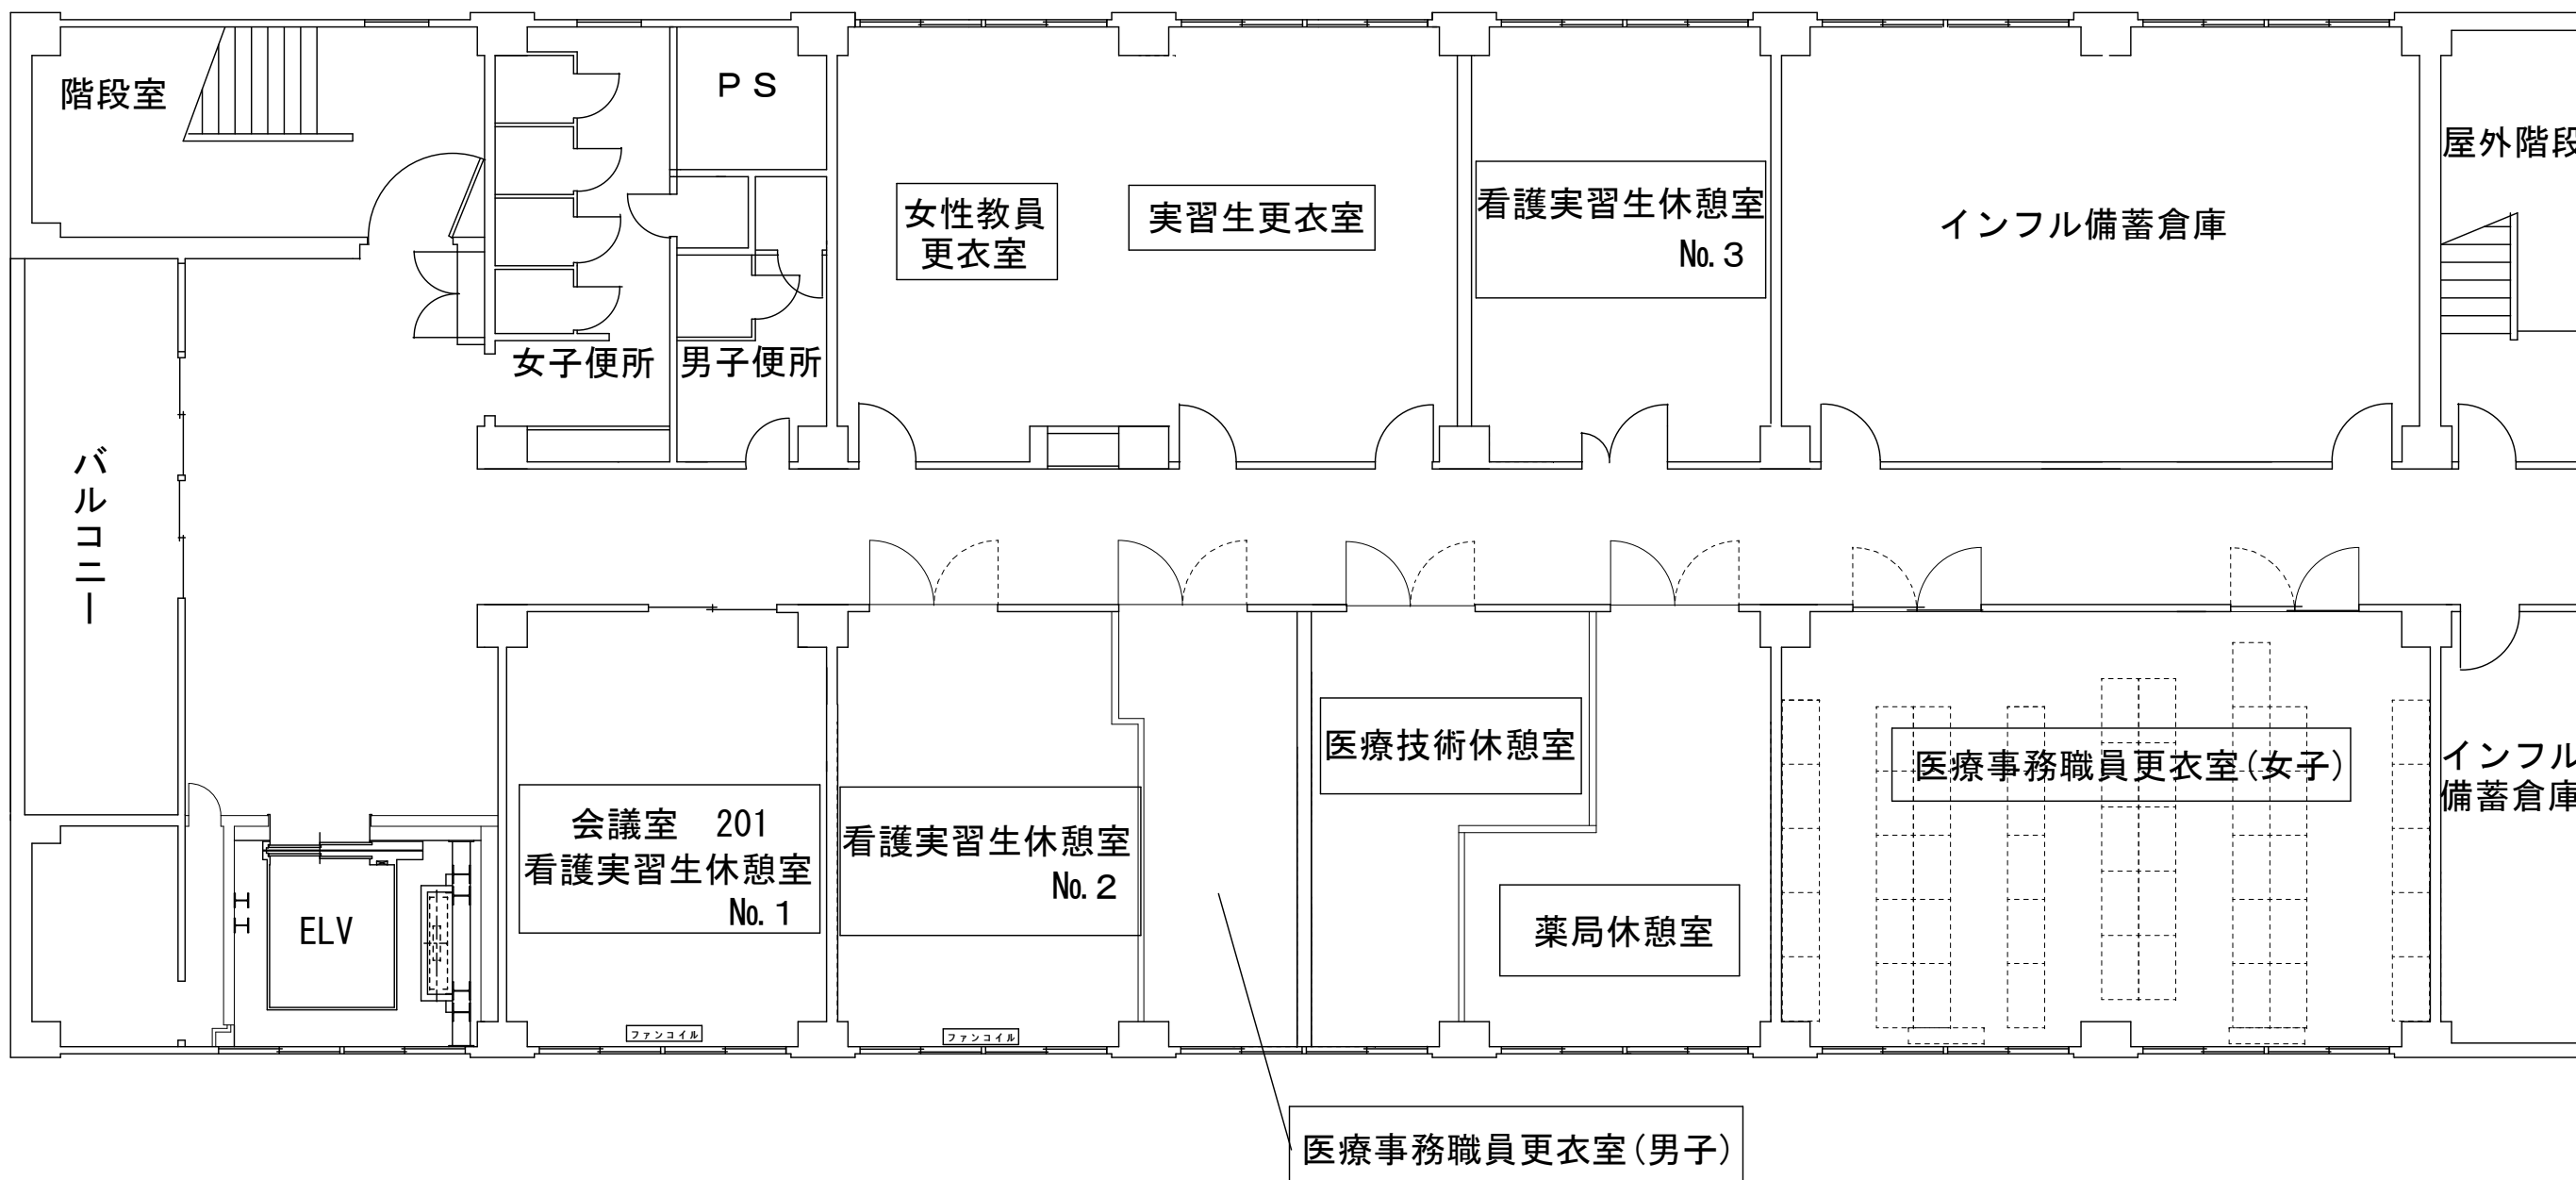 階段室
ＰＳ
女性教員
更衣室
実習生更衣室
看護実習生休憩室
№.３
インフル備蓄倉庫
屋外階段
女子便所
男子便所
バルコニー
ELV
会議室　201
看護実習生休憩室
№.１
ファンコイル
看護実習生休憩室
№.２
ファンコイル
医療技術休憩室
薬局休憩室
医療事務職員更衣室(女子)
インフル
備蓄倉庫
医療事務職員更衣室(男子)